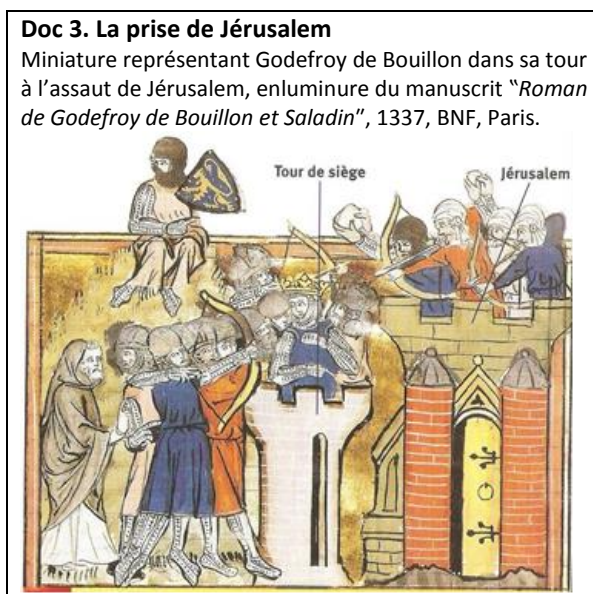 Doc 3. La prise de Jérusalem
Miniature représentant Godefroy de Bouillon dans sa tour
à l’assaut de Jérusalem, enluminure du manuscrit “Roman
de Godefroy de Bouillon et Saladin”, 1337, BNF, Paris.
Tour de siège
Jérusalem